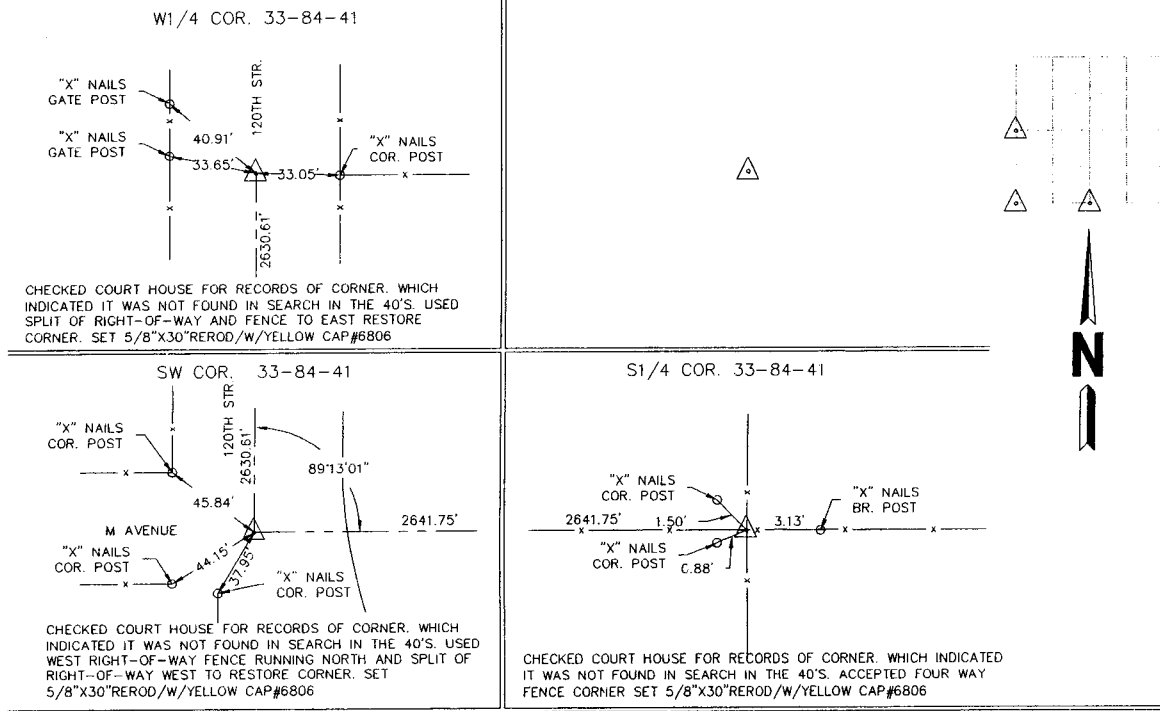 W1/4 COR. 33-84-41
"X" NAILS
GATE POST
"X" NAILS
GATE POST
40.91'
33.65'
120TH STR.
33.05'
"X" NAILS
COR. POST
2630.61'
CHECKED COURT HOUSE FOR RECORDS OF CORNER. WHICH
INDICATED IT WAS NOT FOUND IN SEARCH IN THE 40'S. USED
SPLIT OF RIGHT-OF-WAY AND FENCE TO EAST RESTORE
CORNER. SET 5/8"X30"REROD/W/YELLOW CAP#6806
N
SW COR. 33-84-41
"X" NAILS
COR. POST
120TH STR.
2630.61'
89°13'01"
45.84'
M AVENUE
2641.75'
"X" NAILS
COR. POST
44.15'
37.95'
"X" NAILS
COR. POST
CHECKED COURT HOUSE FOR RECORDS OF CORNER. WHICH
INDICATED IT WAS NOT FOUND IN SEARCH IN THE 40'S. USED
WEST RIGHT-OF-WAY FENCE RUNNING NORTH AND SPLIT OF
RIGHT-OF-WAY WEST TO RESTORE CORNER. SET
5/8"X30"REROD/W/YELLOW CAP#6806
S1/4 COR. 33-84-41
"X" NAILS
COR. POST
"X" NAILS
BR. POST
2641.75'
1.50'
3.13'
"X" NAILS
COR. POST
0.88'
CHECKED COURT HOUSE FOR RECORDS OF CORNER. WHICH INDICATED
IT WAS NOT FOUND IN SEARCH IN THE 40'S. ACCEPTED FOUR WAY
FENCE CORNER SET 5/8"X30"REROD/W/YELLOW CAP#6806